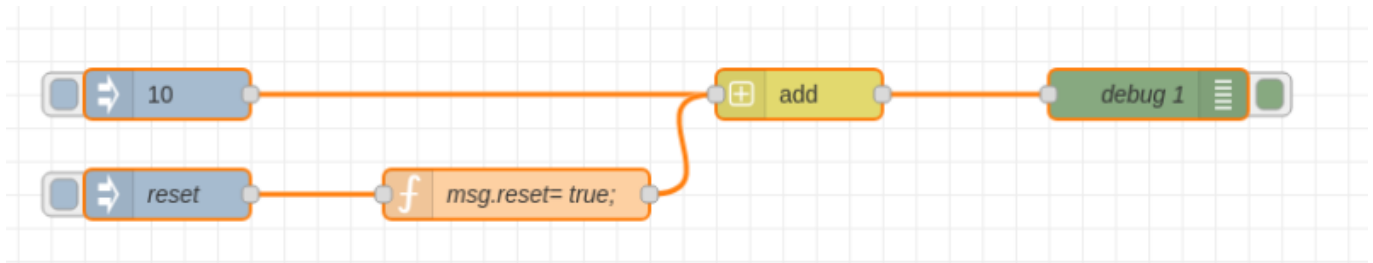 10
add
debug 1
reset
msg.reset= true;